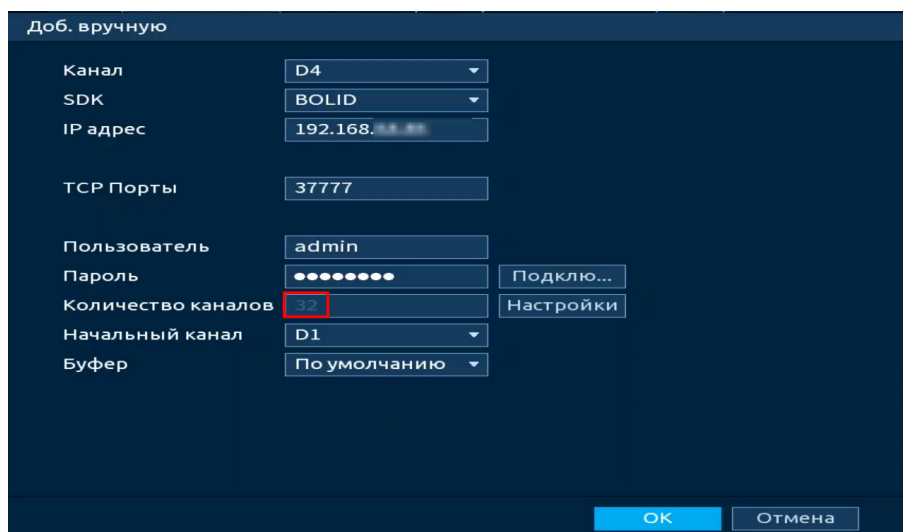 Доб. вручную
Канал D4
SDK BOLID
IP адрес 192.168.
TCP Порты 37777
Пользователь admin
Пароль ●●●●●●●● Подклю...
Количество каналов 32 Настройки
Начальный канал D1
Буфер По умолчанию
OK Отмена